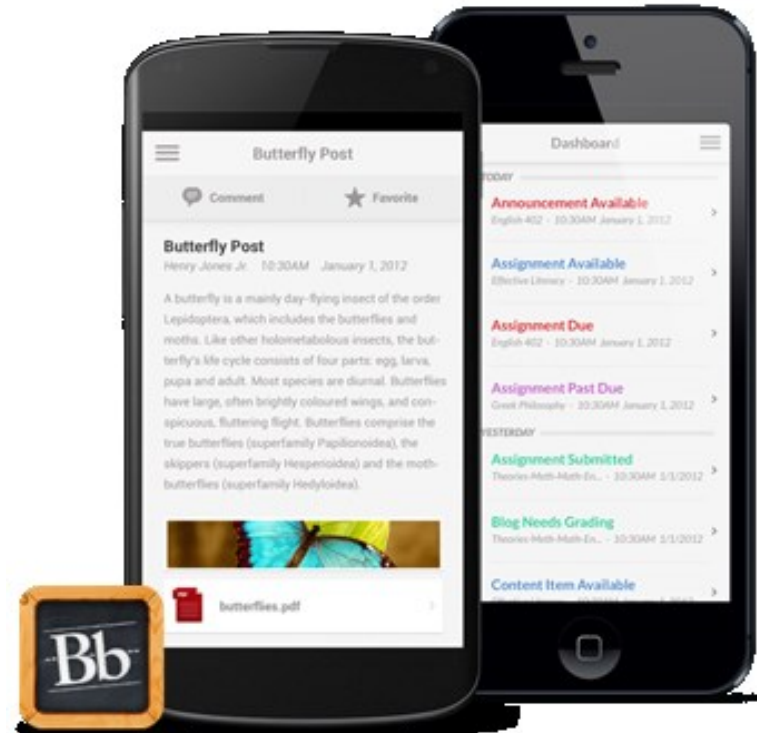 Butterfly Post
Comment
Favorite
Butterfly Post
Henry Jones Jr. 10:30AM January 1, 2012
A butterfly is a mainly day-flying insect of the order
Lepidoptera, which includes the butterflies and
moths. Like other holometabolous insects, the but-
terfly's life cycle consists of four parts: egg, larva,
pupa and adult. Most species are diurnal. Butterflies
have large, often brightly coloured wings, and con-
spicuous, fluttering flight. Butterflies comprise the
true butterflies (superfamily Papilionoidea), the
skippers (superfamily Hesperioidea) and the moth-
butterflies (superfamily Hedyloidea).
butterflies.pdf
Dashboard
TODAY
Announcement Available
English 402 - 10:30AM January 1, 2012
Assignment Available
Effective Literacy - 10:30AM January 1, 2012
Assignment Due
English 402 - 10:30AM January 1, 2012
Assignment Past Due
Greek Philosophy - 10:30AM January 1, 2012
YESTERDAY
Assignment Submitted
Theories-Math-Math-En... - 10:30AM 1/1/2012
Blog Needs Grading
Theories-Math-Math-En... - 10:30AM 1/1/2012
Content Item Available
Bb